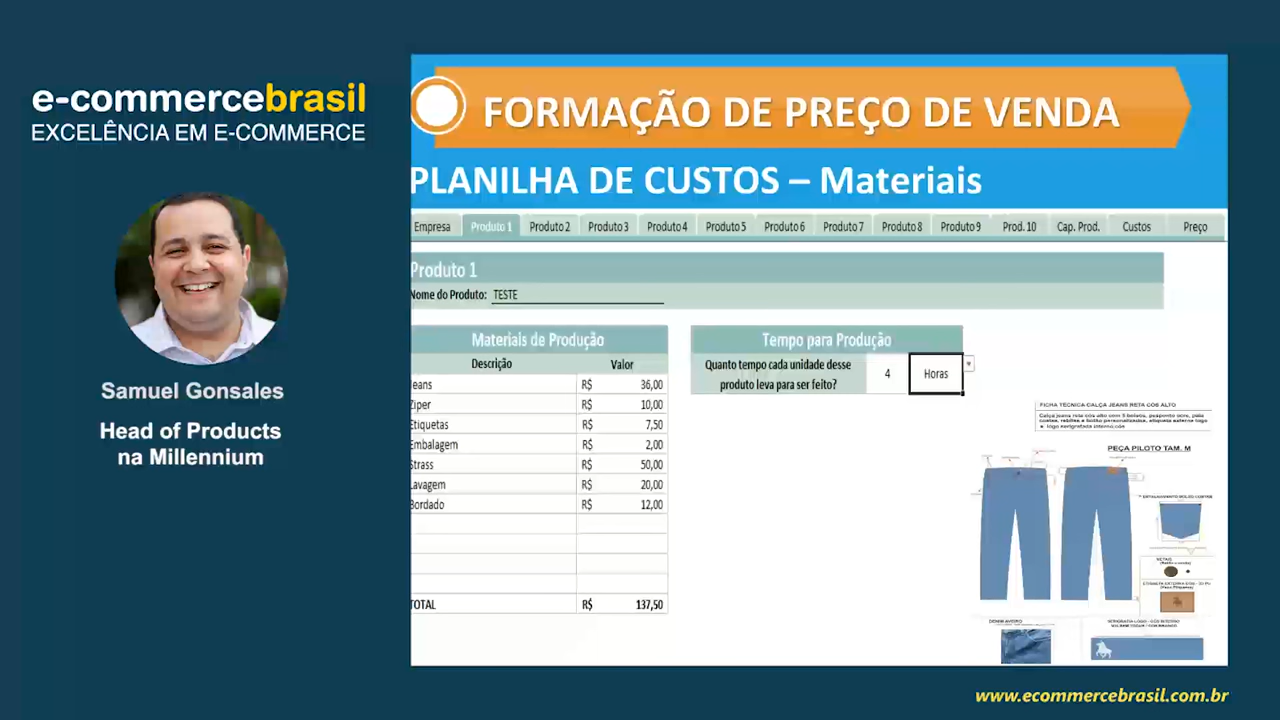 e-commercebrasil
EXCELÊNCIA EM E-COMMERCE
Samuel Gonsales
Head of Products
na Millennium
FORMAÇÃO DE PREÇO DE VENDA
PLANILHA DE CUSTOS – Materiais
Empresa Produto 1 Produto 2 Produto 3 Produto 4 Produto 5 Produto 6 Produto 7 Produto 8 Produto 9 Prod. 10 Cap. Prod. Custos Preço
Produto 1
Nome do Produto: TESTE
Materiais de Produção
Descrição Valor
Jeans R$ 36,00
Ziper R$ 10,00
Etiquetas R$ 7,50
Embalagem R$ 2,00
Strass R$ 50,00
Lavagem R$ 20,00
Bordado R$ 12,00
TOTAL R$ 137,50
Tempo para Produção
Quanto tempo cada unidade desse
produto leva para ser feito?
4 Horas
FICHA TÉCNICA CALÇA JEANS RETA CÓS ALTO
PEÇA PILOTO TAM. M
www.ecommercebrasil.com.br